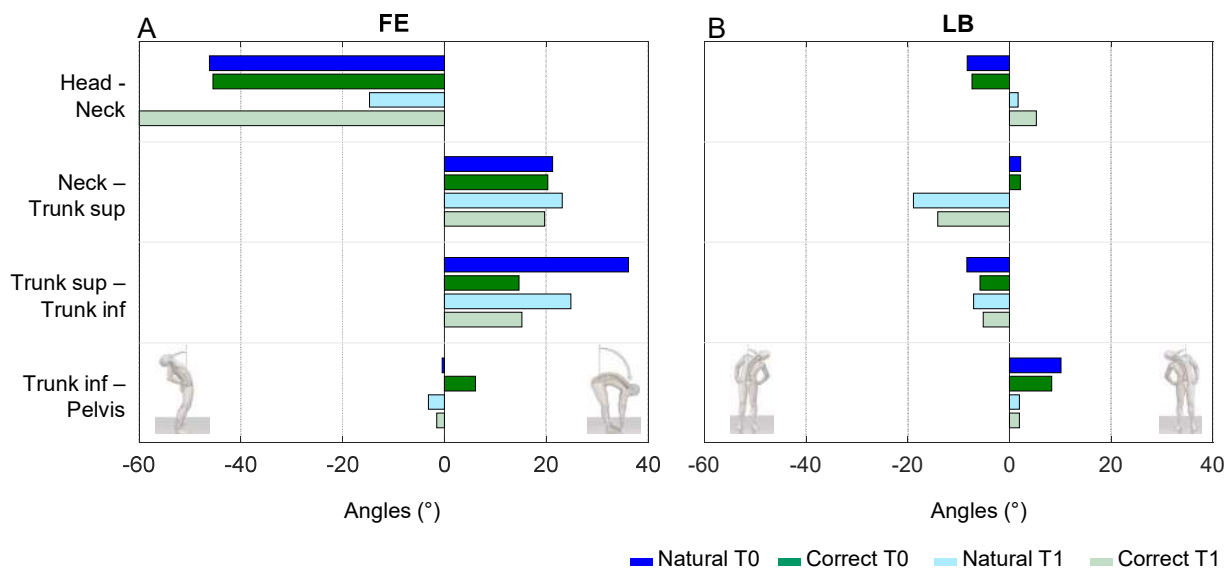 A
FE
B
LB
Head -
Neck
Neck –
Trunk sup
Trunk sup –
Trunk inf
Trunk inf –
Pelvis
-60 -40 -20 0 20 40
-60 -40 -20 0 20 40
Angles (°)
Angles (°)
Natural T0 Correct T0 Natural T1 Correct T1